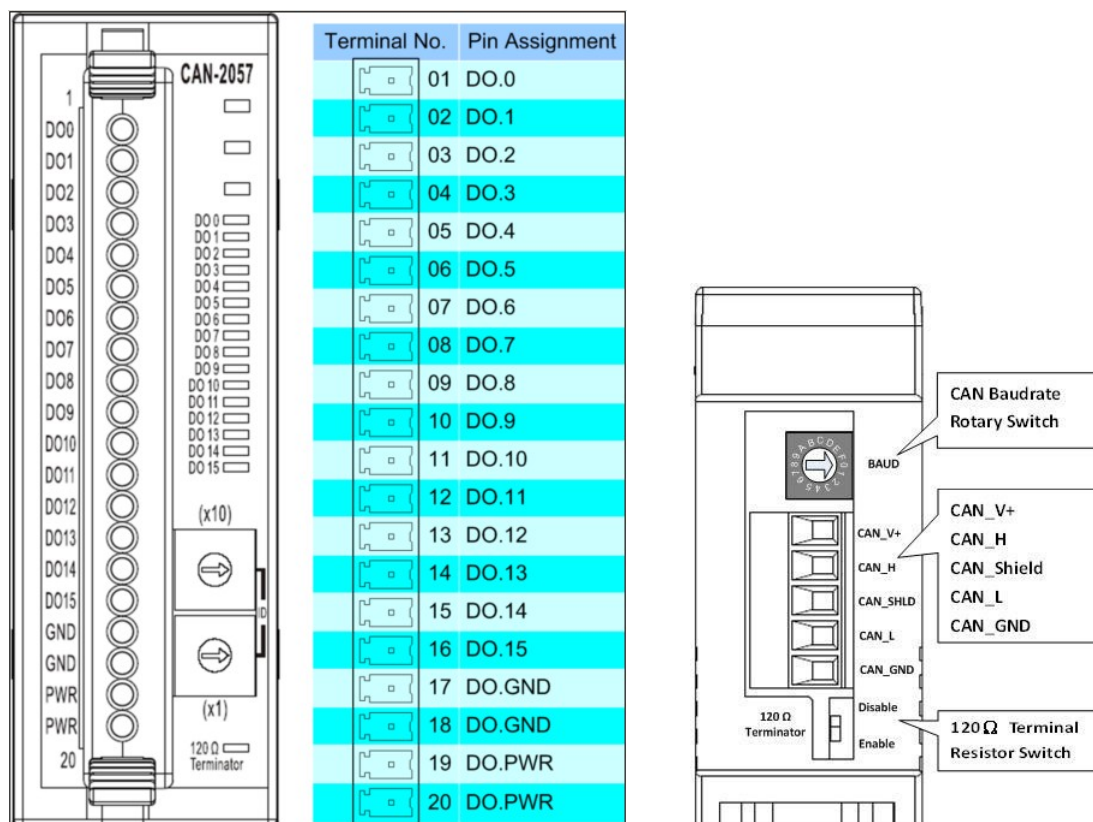 CAN-2057
1
DO0
DO1
DO2
DO3
DO4
DO5
DO6
DO7
DO8
DO9
DO10
DO11
DO12
DO13
DO14
DO15
GND
GND
PWR
PWR
20
DO 0
DO 1
DO 2
DO 3
DO 4
DO 5
DO 6
DO 7
DO 8
DO 9
DO 10
DO 11
DO 12
DO 13
DO 14
DO 15
(x10)
ID
(x1)
120 Ω
Terminator
Terminal No. Pin Assignment
01 DO.0
02 DO.1
03 DO.2
04 DO.3
05 DO.4
06 DO.5
07 DO.6
08 DO.7
09 DO.8
10 DO.9
11 DO.10
12 DO.11
13 DO.12
14 DO.13
15 DO.14
16 DO.15
17 DO.GND
18 DO.GND
19 DO.PWR
20 DO.PWR
0123456789ABCDEF
BAUD
CAN_V+
CAN_H
CAN_SHLD
CAN_L
CAN_GND
Disable
120 Ω
Terminator
Enable
CAN Baudrate
Rotary Switch
CAN_V+
CAN_H
CAN_Shield
CAN_L
CAN_GND
120 Ω Terminal
Resistor Switch